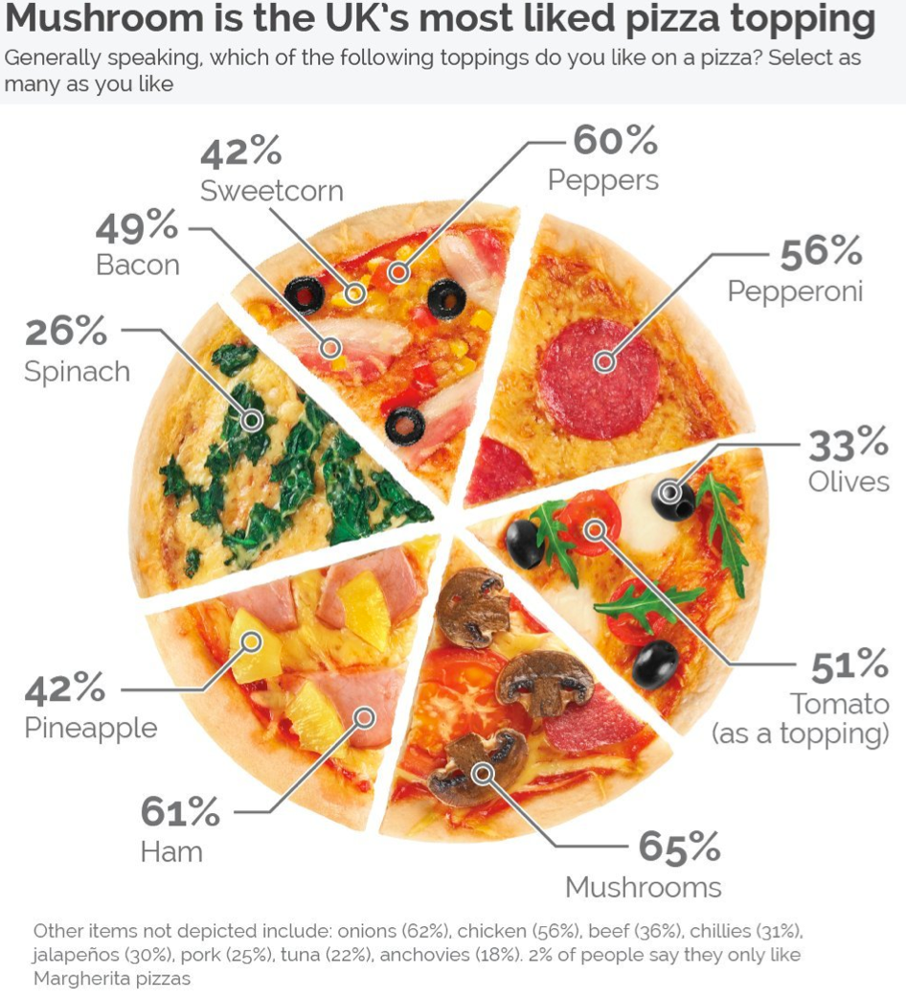 Mushroom is the UK's most liked pizza topping
Generally speaking, which of the following toppings do you like on a pizza? Select as
many as you like
42%
Sweetcorn
60%
Peppers
49%
Bacon
56%
Pepperoni
26%
Spinach
33%
Olives
42%
Pineapple
51%
Tomato
(as a topping)
61%
Ham
65%
Mushrooms
Other items not depicted include: onions (62%), chicken (56%), beef (36%), chillies (31%),
jalapeños (30%), pork (25%), tuna (22%), anchovies (18%). 2% of people say they only like
Margherita pizzas